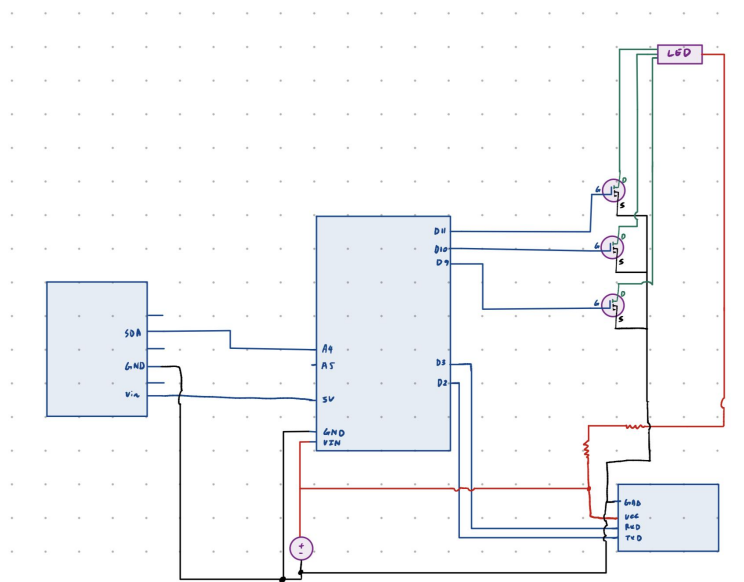 LED
D
G
S
D11
D
D10
G
D9
S
D
G
S
SDA
A4
GND
A5
D3
D2
Vin
5V
GND
VIN
GND
VCC
RXD
TXD
+
-